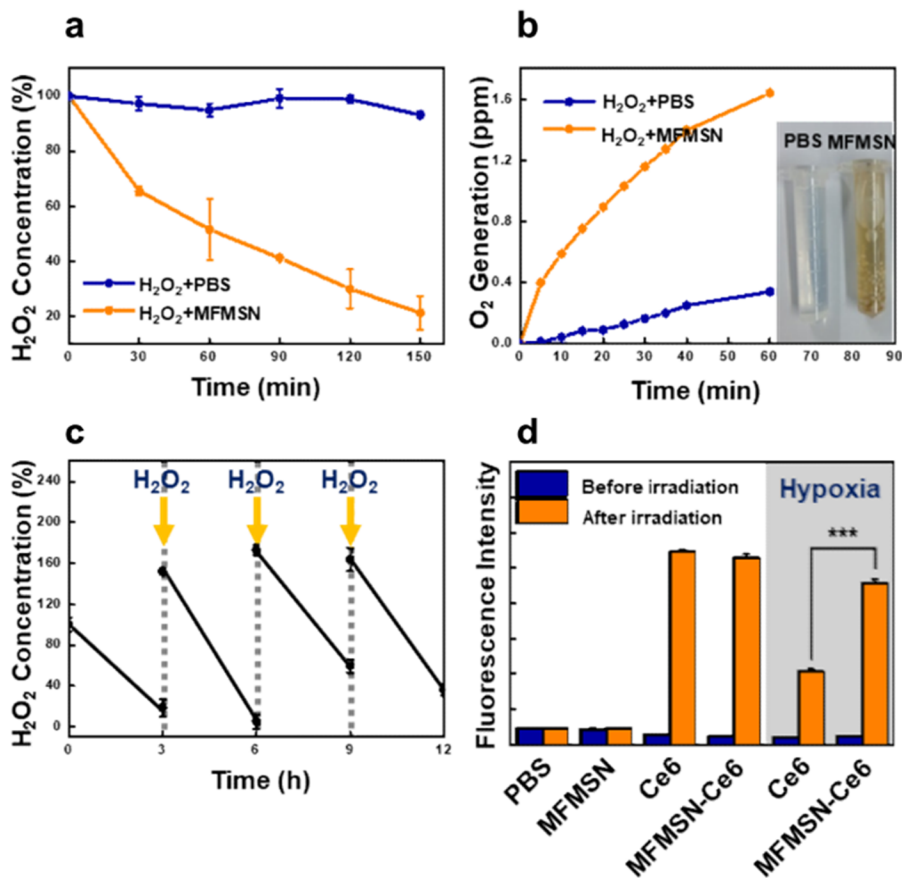 a
H₂O₂ Concentration (%)
100
80
60
40
20
0
30
60
90
120
150
Time (min)
H₂O₂+PBS
H₂O₂+MFMSN
b
O₂ Generation (ppm)
1.6
1.2
0.8
0.4
0.0
0
10
20
30
40
50
60
70
80
90
Time (min)
H₂O₂+PBS
H₂O₂+MFMSN
PBS MFMSN
c
H₂O₂ Concentration (%)
240
200
160
120
80
40
0
0
3
6
9
12
Time (h)
H₂O₂
H₂O₂
H₂O₂
d
Fluorescence Intensity
Before irradiation
After irradiation
Hypoxia
***
PBS
MFMSN
Ce6
MFMSN-Ce6
Ce6
MFMSN-Ce6